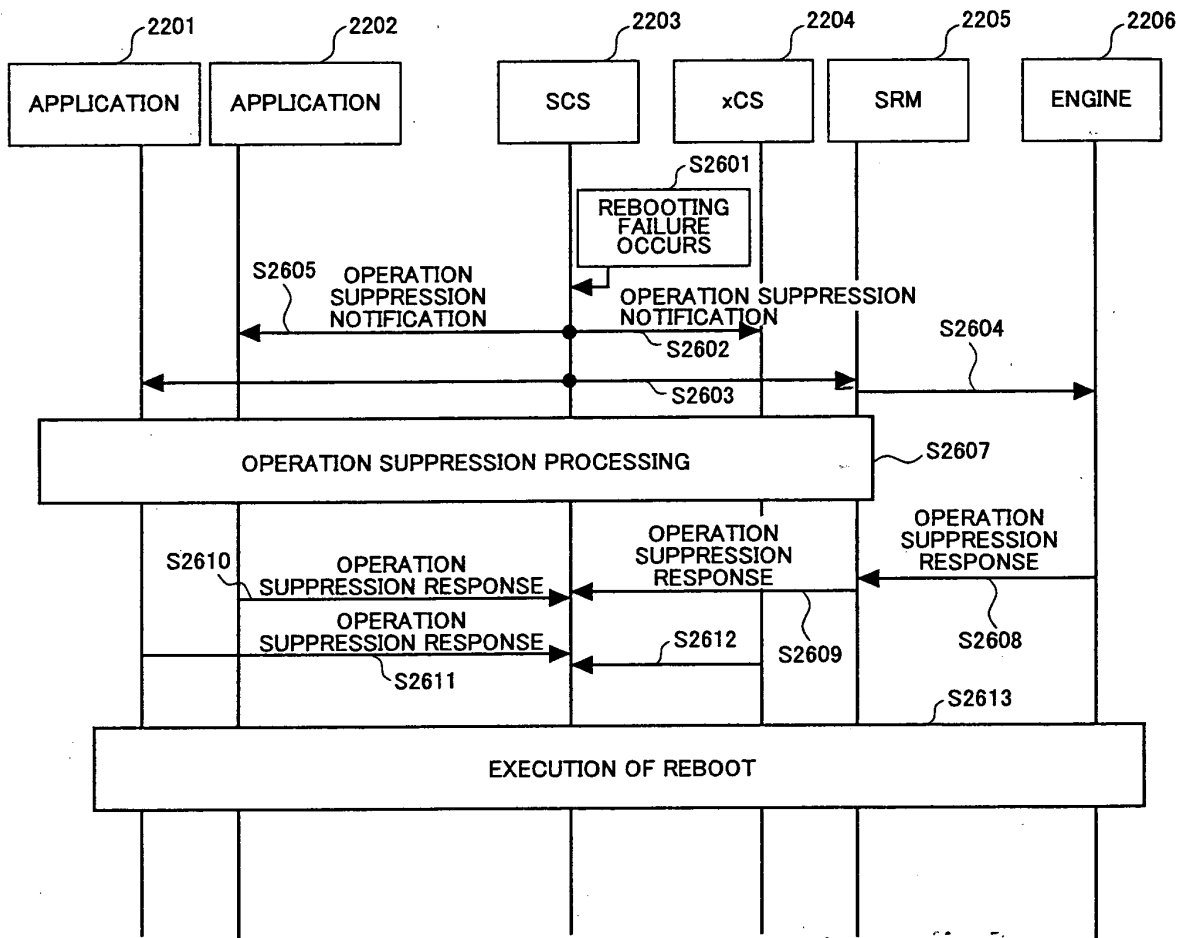 2201
2202
2203
2204
2205
2206
APPLICATION
APPLICATION
SCS
xCS
SRM
ENGINE
S2601
REBOOTING
FAILURE
OCCURS
S2605
OPERATION
SUPPRESSION
NOTIFICATION
OPERATION SUPPRESSION
NOTIFICATION
S2602
S2604
S2603
OPERATION SUPPRESSION PROCESSING
S2607
S2610
OPERATION
SUPPRESSION RESPONSE
OPERATION
SUPPRESSION
RESPONSE
OPERATION
SUPPRESSION
RESPONSE
OPERATION
SUPPRESSION RESPONSE
S2612
S2609
S2608
S2611
S2613
EXECUTION OF REBOOT